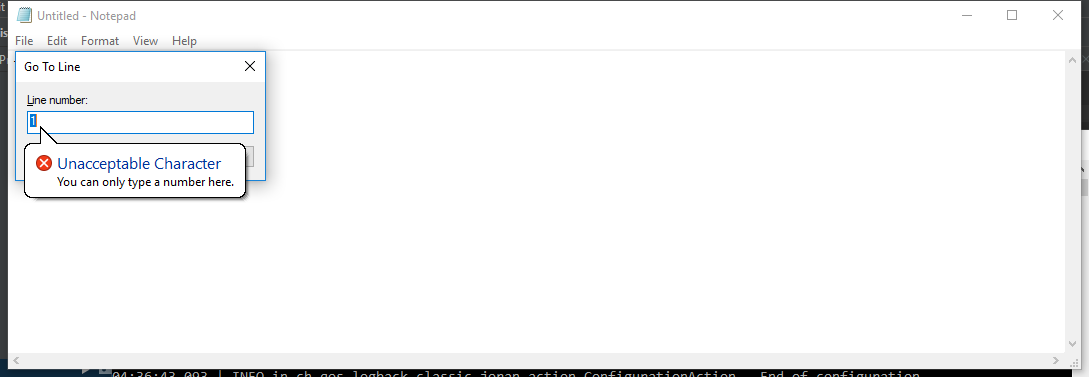 Untitled - Notepad
File Edit Format View Help
Go To Line
Line number:
1
Unacceptable Character
You can only type a number here.
04:36:43,093 | INFO in ch.qos.logback.classic.joran.action.ConfigurationAction - End of configuration.